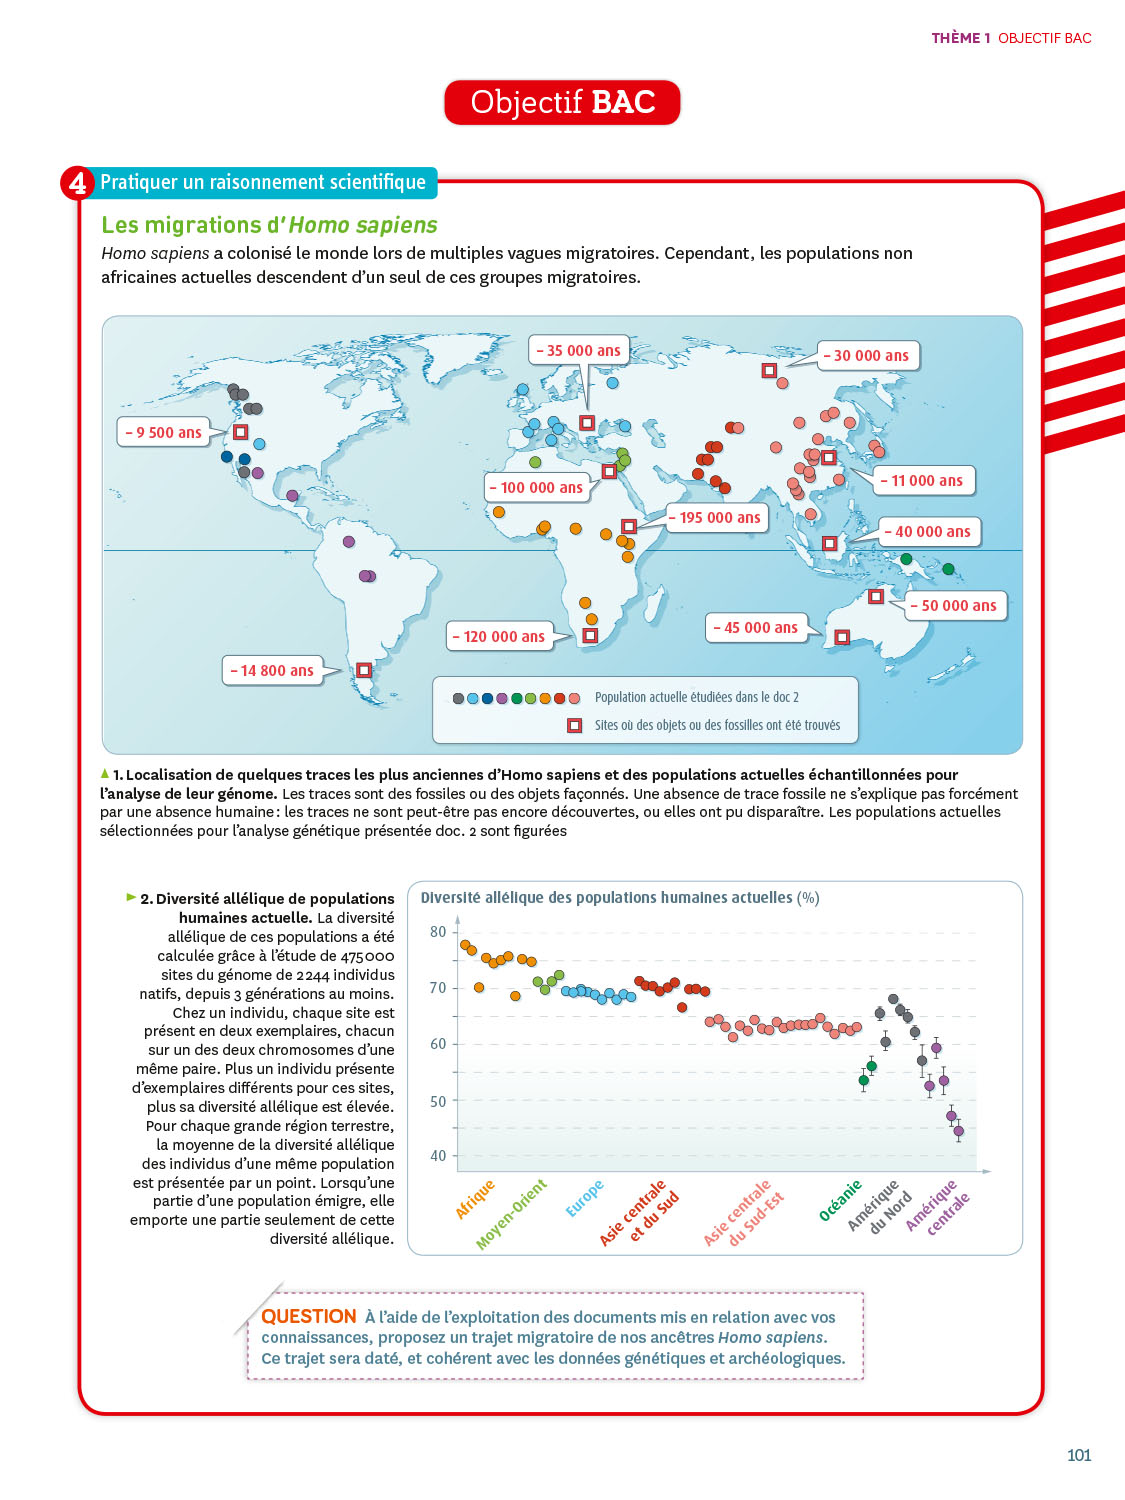 THÈME 1 OBJECTIF BAC
Objectif BAC
4 Pratiquer un raisonnement scientifique
Les migrations d'Homo sapiens
Homo sapiens a colonisé le monde lors de multiples vagues migratoires. Cependant, les populations non
africaines actuelles descendent d'un seul de ces groupes migratoires.
– 35 000 ans
– 30 000 ans
– 9 500 ans
– 100 000 ans
– 11 000 ans
– 195 000 ans
– 40 000 ans
– 50 000 ans
– 45 000 ans
– 120 000 ans
– 14 800 ans
Population actuelle étudiées dans le doc 2
Sites où des objets ou des fossiles ont été trouvés
1. Localisation de quelques traces les plus anciennes d'Homo sapiens et des populations actuelles échantillonnées pour
l'analyse de leur génome. Les traces sont des fossiles ou des objets façonnés. Une absence de trace fossile ne s'explique pas forcément
par une absence humaine : les traces ne sont peut-être pas encore découvertes, ou elles ont pu disparaître. Les populations actuelles
sélectionnées pour l'analyse génétique présentée doc. 2 sont figurées
2. Diversité allélique de populations
humaines actuelle. La diversité
allélique de ces populations a été
calculée grâce à l'étude de 475 000
sites du génome de 2 244 individus
natifs, depuis 3 générations au moins.
Chez un individu, chaque site est
présent en deux exemplaires, chacun
sur un des deux chromosomes d'une
même paire. Plus un individu présente
d'exemplaires différents pour ces sites,
plus sa diversité allélique est élevée.
Pour chaque grande région terrestre,
la moyenne de la diversité allélique
des individus d'une même population
est présentée par un point. Lorsqu'une
partie d'une population émigre, elle
emporte une partie seulement de cette
diversité allélique.
Diversité allélique des populations humaines actuelles (%)
80
70
60
50
40
Afrique
Moyen-Orient
Europe
Asie centrale
et du Sud
Asie centrale
du Sud-Est
Océanie
Amérique
du Nord
Amérique
centrale
QUESTION À l'aide de l'exploitation des documents mis en relation avec vos
connaissances, proposez un trajet migratoire de nos ancêtres Homo sapiens.
Ce trajet sera daté, et cohérent avec les données génétiques et archéologiques.
101